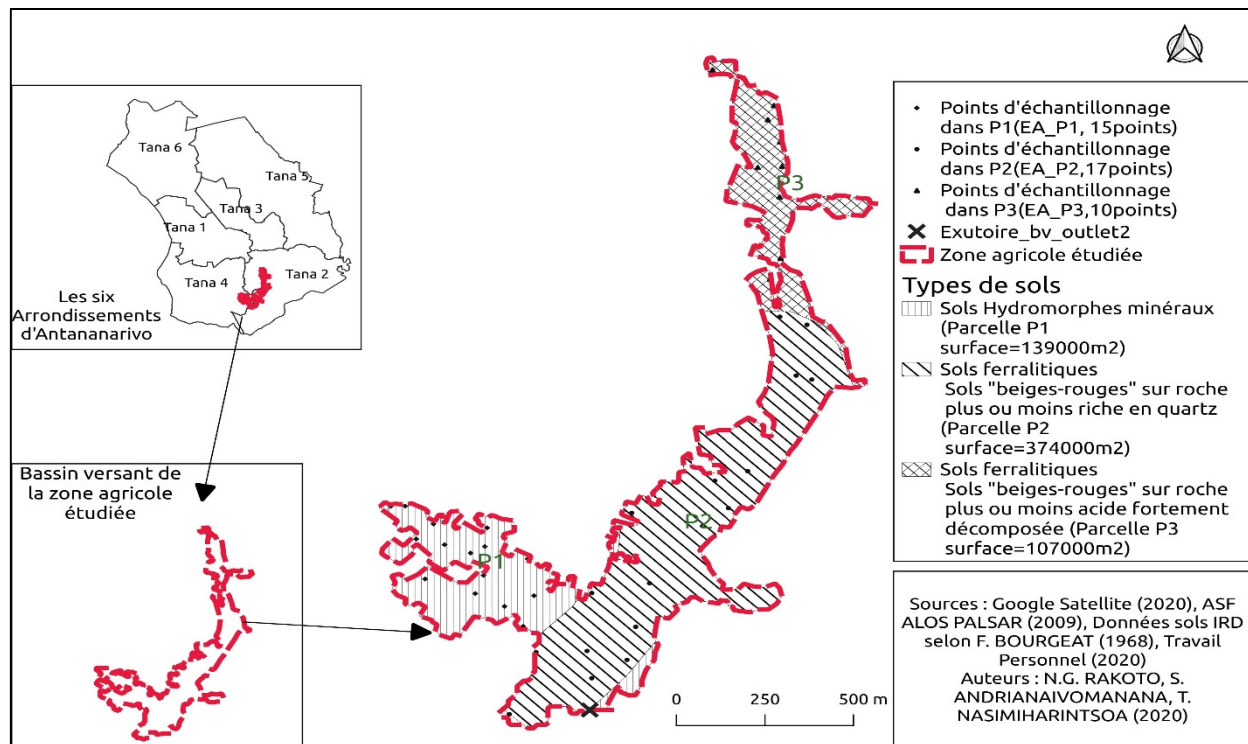 Tana 6
Tana 5
Tana 3
Tana 1
Tana 2
Tana 4
Les six
Arrondissements
d'Antananarivo
Bassin versant de
la zone agricole
étudiée
P3
P2
P1
0 250 500 m
Points d'échantillonnage
dans P1(EA_P1, 15points)
Points d'échantillonnage
dans P2(EA_P2,17points)
Points d'échantillonnage
dans P3(EA_P3,10points)
Exutoire_bv_outlet2
Zone agricole étudiée
Types de sols
Sols Hydromorphes minéraux
(Parcelle P1
surface=139000m2)
Sols ferralitiques
Sols "beiges-rouges" sur roche
plus ou moins riche en quartz
(Parcelle P2
surface=374000m2)
Sols ferralitiques
Sols "beiges-rouges" sur roche
plus ou moins acide fortement
décomposée (Parcelle P3
surface=107000m2)
Sources : Google Satellite (2020), ASF
ALOS PALSAR (2009), Données sols IRD
selon F. BOURGEAT (1968), Travail
Personnel (2020)
Auteurs : N.G. RAKOTO, S.
ANDRIANAIVOMANANA, T.
NASIMIHARINTSOA (2020)